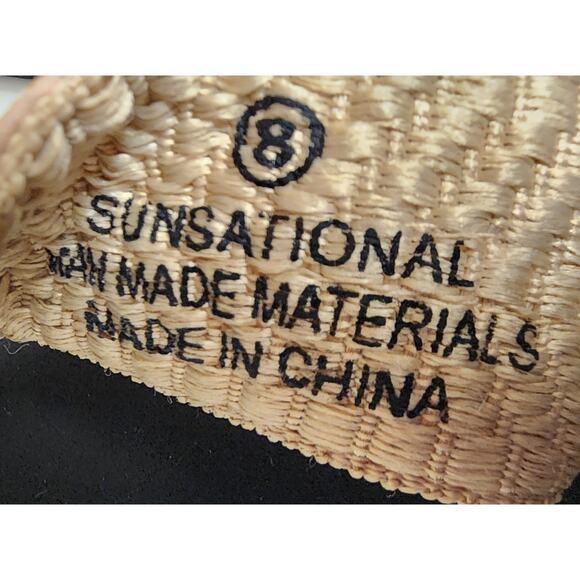 8
SUNSATIONAL
MAN MADE MATERIALS
MADE IN CHINA